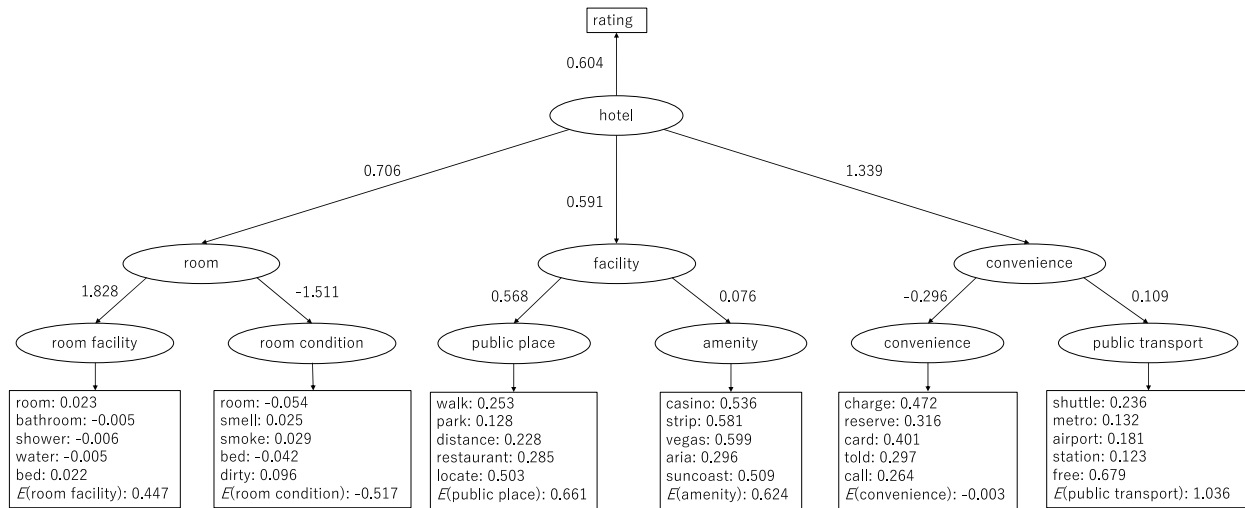 rating
0.604
hotel
0.706
0.591
1.339
room
facility
convenience
1.828
-1.511
0.568
0.076
-0.296
0.109
room facility
room condition
public place
amenity
convenience
public transport
room: 0.023
bathroom: -0.005
shower: -0.006
water: -0.005
bed: 0.022
E(room facility): 0.447
room: -0.054
smell: 0.025
smoke: 0.029
bed: -0.042
dirty: 0.096
E(room condition): -0.517
walk: 0.253
park: 0.128
distance: 0.228
restaurant: 0.285
locate: 0.503
E(public place): 0.661
casino: 0.536
strip: 0.581
vegas: 0.599
aria: 0.296
suncoast: 0.509
E(amenity): 0.624
charge: 0.472
reserve: 0.316
card: 0.401
told: 0.297
call: 0.264
E(convenience): -0.003
shuttle: 0.236
metro: 0.132
airport: 0.181
station: 0.123
free: 0.679
E(public transport): 1.036